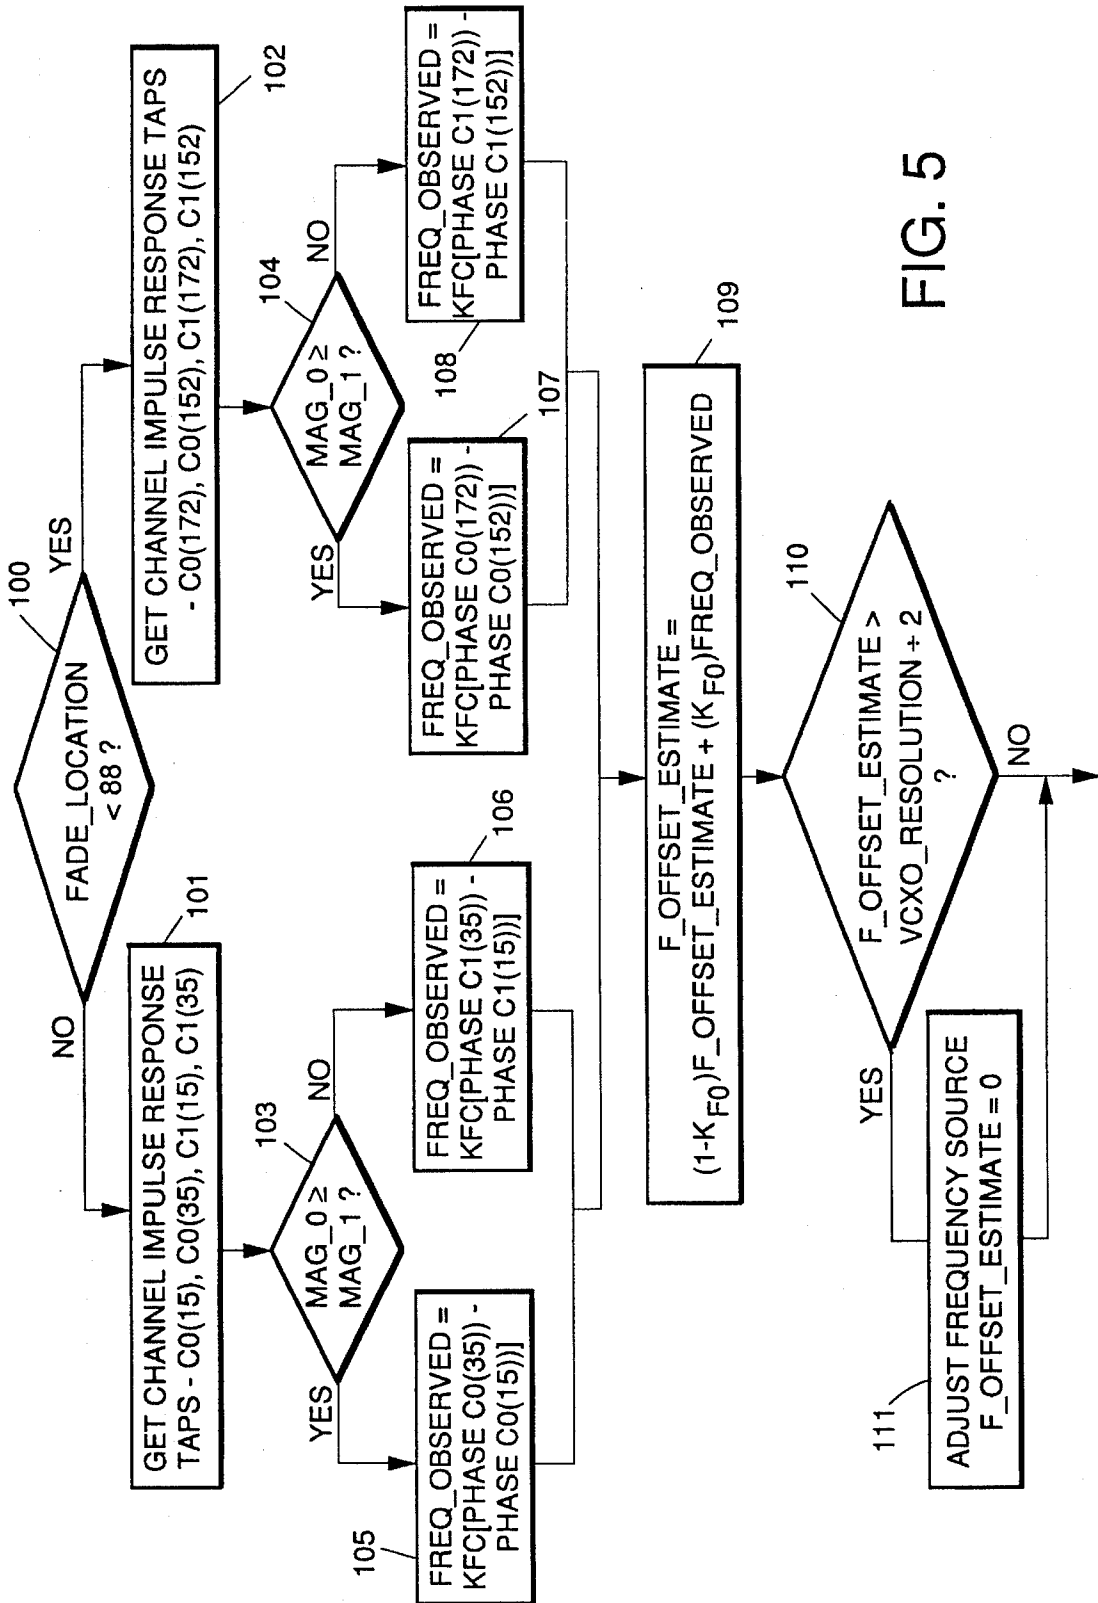 100
FADE_LOCATION
< 88 ?
NO
YES
101
GET CHANNEL IMPULSE RESPONSE
TAPS - C0(15), C0(35), C1(15), C1(35)
102
GET CHANNEL IMPULSE RESPONSE TAPS
- C0(172), C0(152), C1(172), C1(152)
103
MAG_0 ≥
MAG_1 ?
YES
NO
104
MAG_0 ≥
MAG_1 ?
YES
NO
105
FREQ_OBSERVED =
KFC[PHASE C0(35)) -
PHASE C0(15))]
106
FREQ_OBSERVED =
KFC[PHASE C1(35)) -
PHASE C1(15))]
107
FREQ_OBSERVED =
KFC[PHASE C0(172)) -
PHASE C0(152))]
108
FREQ_OBSERVED =
KFC[PHASE C1(172)) -
PHASE C1(152))]
109
F_OFFSET_ESTIMATE =
(1-KF0)F_OFFSET_ESTIMATE + (KF0)FREQ_OBSERVED
110
F_OFFSET_ESTIMATE >
VCXO_RESOLUTION ÷ 2
?
YES
NO
111
ADJUST FREQUENCY SOURCE
F_OFFSET_ESTIMATE = 0
FIG. 5